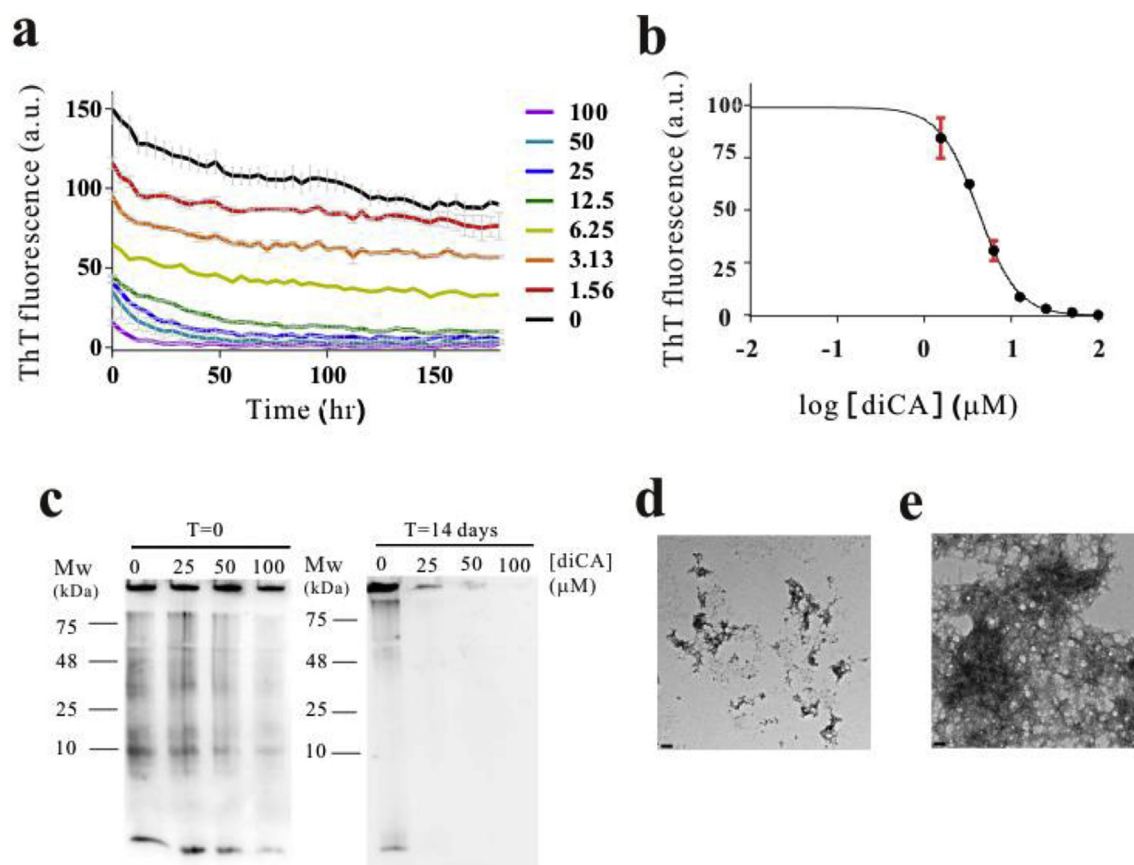 a
ThT fluorescence (a.u.)
150
100
50
0
0
50
100
150
Time (hr)
100
50
25
12.5
6.25
3.13
1.56
0
b
ThT fluorescence (a.u.)
100
75
50
25
0
-2
-1
0
1
2
log [diCA] (μM)
c
T=0
T=14 days
Mw
(kDa)
0 25 50 100
Mw
(kDa)
0 25 50 100
[diCA]
(μM)
75
48
25
10
75
48
25
10
d
e